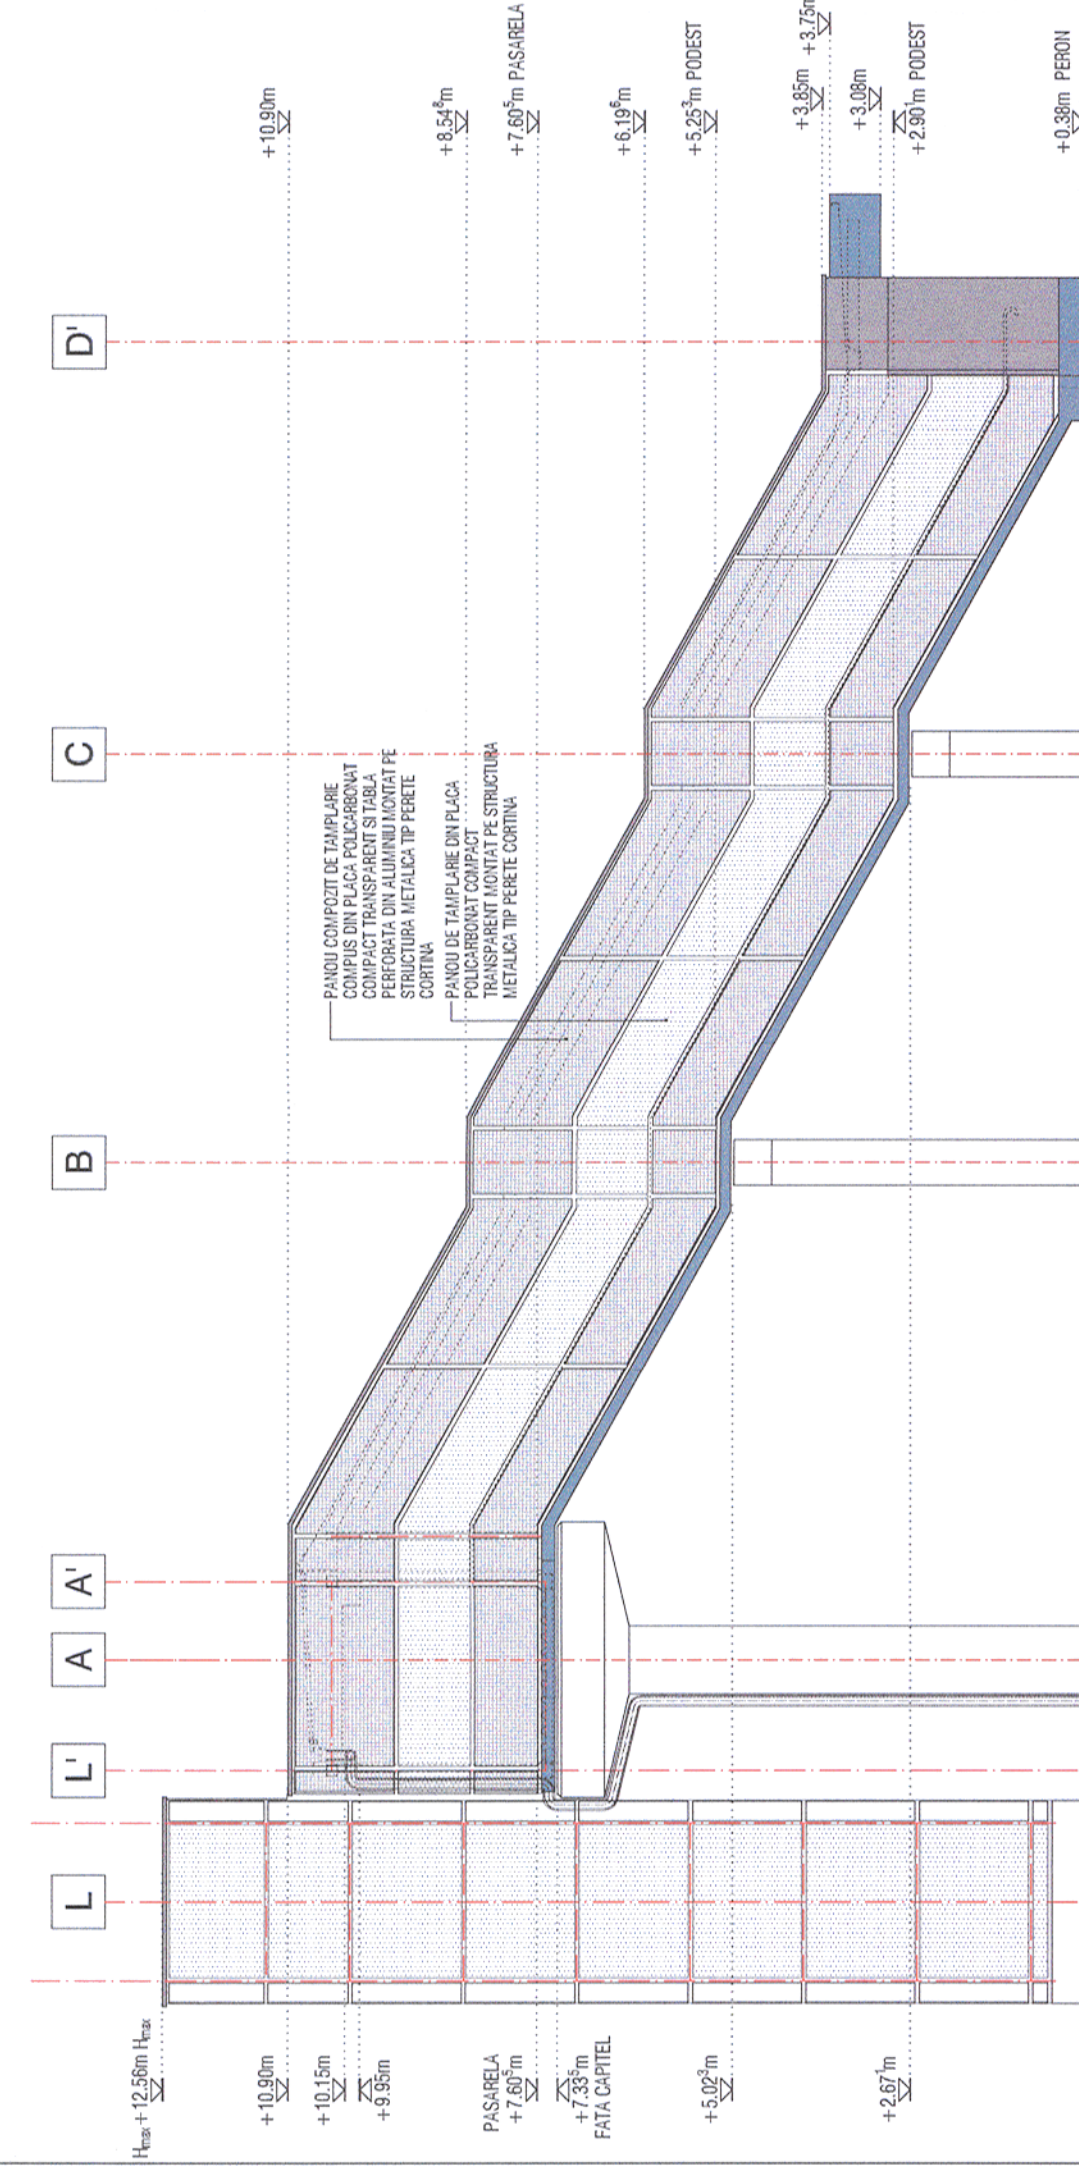 L
L'
A
A'
B
C
D'
Hmax +12.56m Hmax
+10.90m
+10.15m
+9.95m
PASARELA
+7.60⁵m
+7.33⁵m
FATA CAPITEL
+5.02³m
+2.67¹m
PANOU COMPOZIT DE TAMPLARIE
COMPUS DIN PLACA POLICARBONAT
COMPACT TRANSPARENT SI TABLA
PERFORATA DIN ALUMINIU MONTAT PE
STRUCTURA METALICA TIP PERETE
CORTINA
PANOU DE TAMPLARIE DIN PLACA
POLICARBONAT COMPACT
TRANSPARENT MONTAT PE STRUCTURA
METALICA TIP PERETE CORTINA
+10.90m
+8.54⁸m
+7.60⁵m PASARELA
+6.19⁶m
+5.25³m PODEST
+3.85m
+3.75m
+3.08m
+2.90¹m PODEST
+0.38m PERON